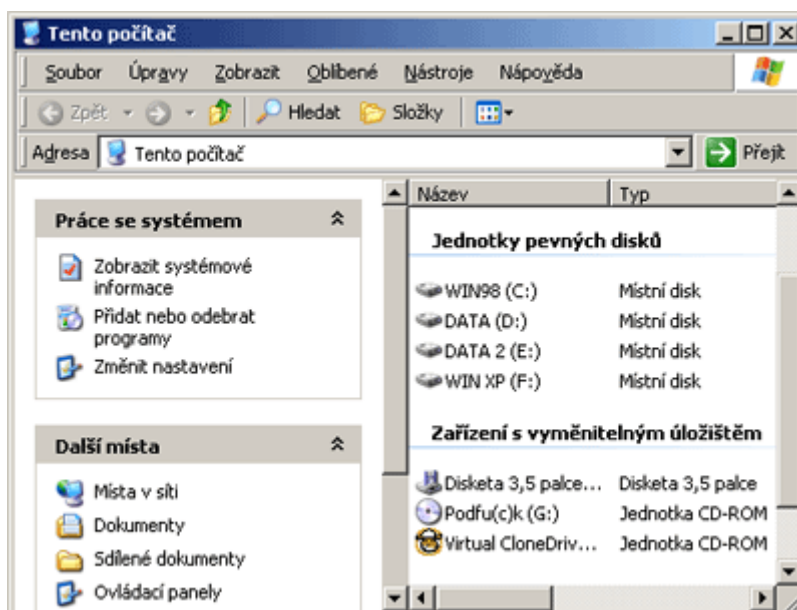 Tento počítač
Soubor Úpravy Zobrazit Oblíbené Nástroje Nápověda
Zpět Hledat Složky
Adresa Tento počítač Přejít
Název Typ
Práce se systémem
Zobrazit systémové
informace
Přidat nebo odebrat
programy
Změnit nastavení
Další místa
Místa v síti
Dokumenty
Sdílené dokumenty
Ovládací panely
Jednotky pevných disků
WIN98 (C:) Místní disk
DATA (D:) Místní disk
DATA 2 (E:) Místní disk
WIN XP (F:) Místní disk
Zařízení s vyměnitelným úložištěm
Disketa 3,5 palce... Disketa 3,5 palce
Podfu(c)k (G:) Jednotka CD-ROM
Virtual CloneDriv... Jednotka CD-ROM